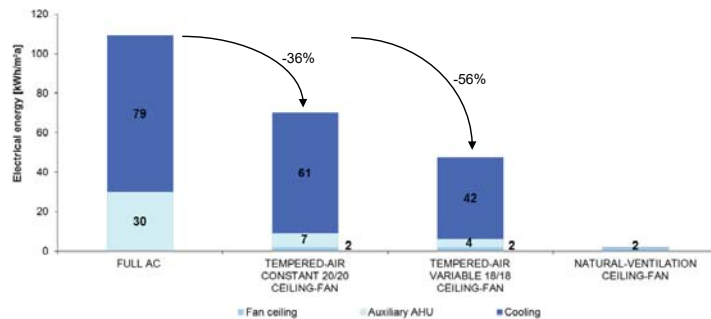 120
100
80
60
40
20
0
Electrical energy [kWh/m²a]
-36%
-56%
79
30
61
7
2
42
4
2
2
FULL AC
TEMPERED-AIR
CONSTANT 20/20
CEILING-FAN
TEMPERED-AIR
VARIABLE 18/18
CEILING-FAN
NATURAL-VENTILATION
CEILING-FAN
Fan ceiling
Auxiliary AHU
Cooling